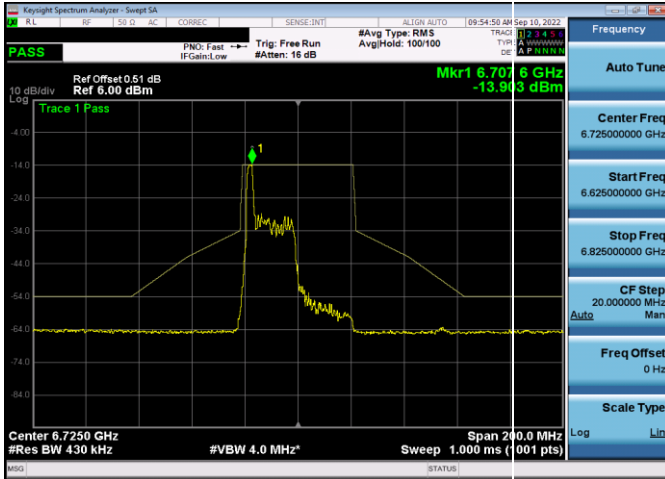 Keysight Spectrum Analyzer - Swept SA
RL RF 50 Ω AC CORREC SENSE:INT ALIGN AUTO 09:54:50 AM Sep 10, 2022
Frequency
#Avg Type: RMS
TRACE 1 2 3 4 5 6
PASS
PNO: Fast
Trig: Free Run
Avg|Hold: 100/100
IFGain:Low
#Atten: 16 dB
A P N N N N
Auto Tune
Ref Offset 0.51 dB
Mkr1 6.707 6 GHz
10 dB/div
Ref 6.00 dBm
-13.903 dBm
Log
Trace 1 Pass
-4.00
1
-14.0
-24.0
-34.0
-44.0
-54.0
-64.0
-74.0
-84.0
Center Freq
6.725000000 GHz
Start Freq
6.625000000 GHz
Stop Freq
6.825000000 GHz
CF Step
20.000000 MHz
Auto Man
Freq Offset
0 Hz
Scale Type
Log Lin
Center 6.7250 GHz
Span 200.0 MHz
#Res BW 430 kHz
#VBW 4.0 MHz*
Sweep 1.000 ms (1001 pts)
MSG
STATUS